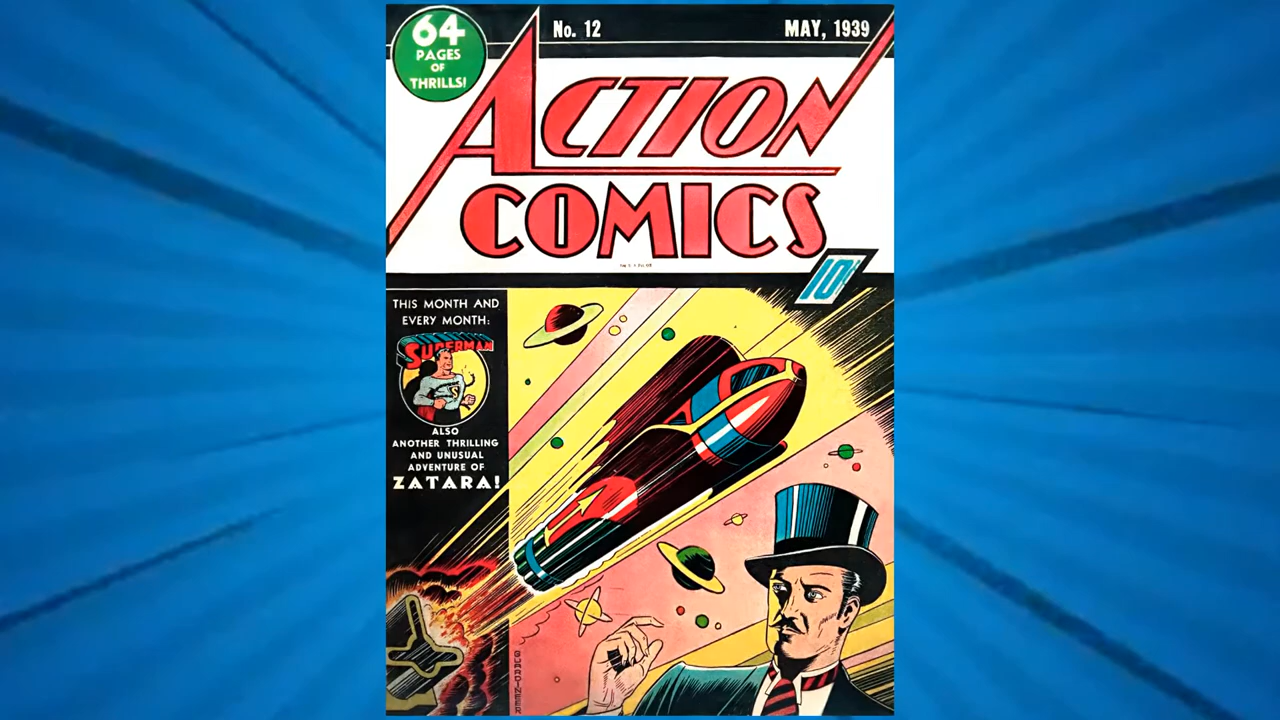 64
PAGES
OF
THRILLS!
No. 12
MAY, 1939
ACTION
COMICS
10¢
THIS MONTH AND
EVERY MONTH:
SUPERMAN
ALSO
ANOTHER THRILLING
AND UNUSUAL
ADVENTURE OF
ZATARA!
GUARDINEER